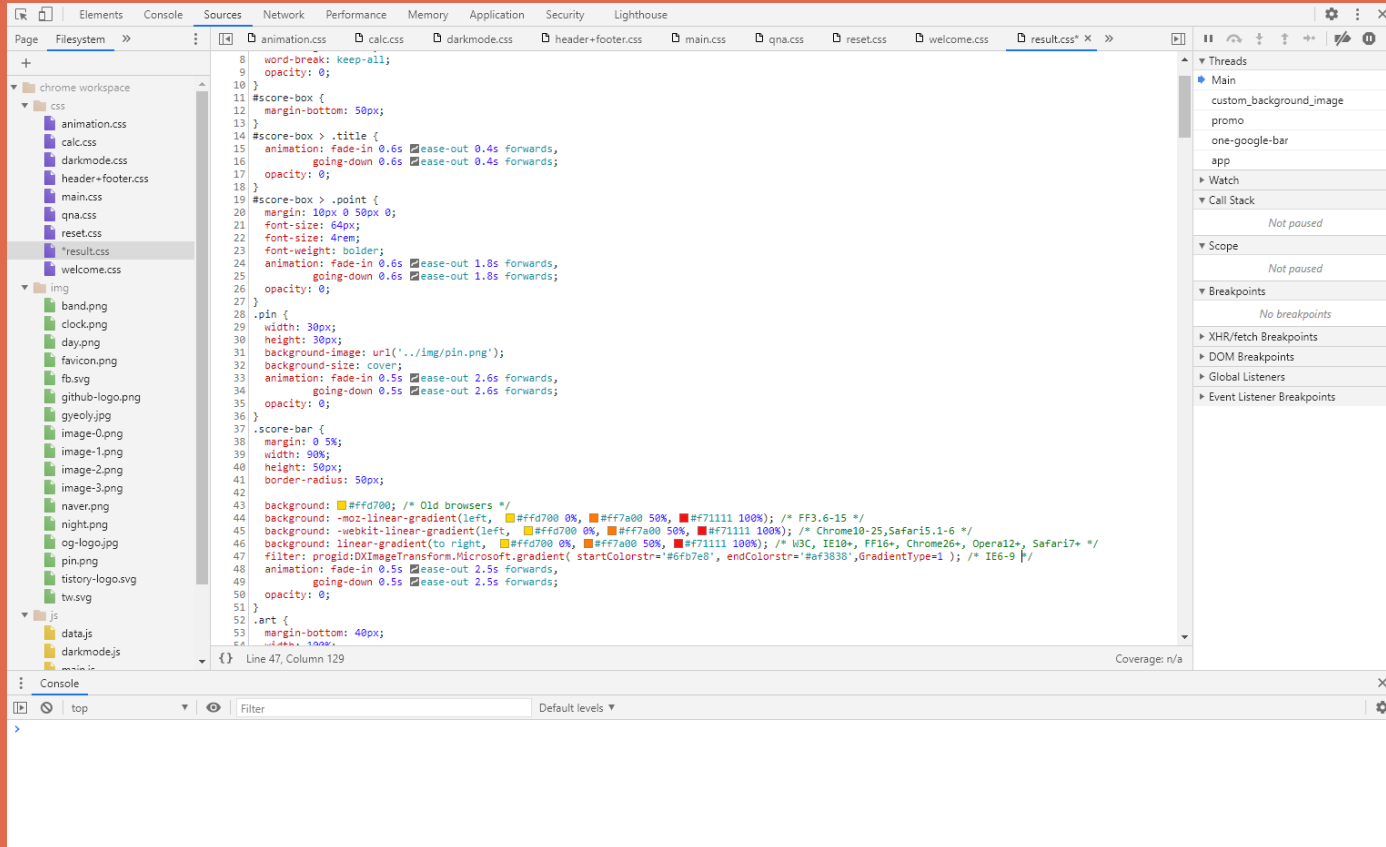 Elements Console Sources Network Performance Memory Application Security Lighthouse
Page Filesystem »
animation.css calc.css darkmode.css header+footer.css main.css qna.css reset.css welcome.css result.css* × »
chrome workspace
css
animation.css
calc.css
darkmode.css
header+footer.css
main.css
qna.css
reset.css
*result.css
welcome.css
img
band.png
clock.png
day.png
favicon.png
fb.svg
github-logo.png
gyeoly.jpg
image-0.png
image-1.png
image-2.png
image-3.png
naver.png
night.png
og-logo.jpg
pin.png
tistory-logo.svg
tw.svg
js
data.js
darkmode.js
main.js
8 word-break: keep-all;
9 opacity: 0;
10 }
11 #score-box {
12 margin-bottom: 50px;
13 }
14 #score-box > .title {
15 animation: fade-in 0.6s ease-out 0.4s forwards,
16 going-down 0.6s ease-out 0.4s forwards;
17 opacity: 0;
18 }
19 #score-box > .point {
20 margin: 10px 0 50px 0;
21 font-size: 64px;
22 font-size: 4rem;
23 font-weight: bolder;
24 animation: fade-in 0.6s ease-out 1.8s forwards,
25 going-down 0.6s ease-out 1.8s forwards;
26 opacity: 0;
27 }
28 .pin {
29 width: 30px;
30 height: 30px;
31 background-image: url('../img/pin.png');
32 background-size: cover;
33 animation: fade-in 0.5s ease-out 2.6s forwards,
34 going-down 0.5s ease-out 2.6s forwards;
35 opacity: 0;
36 }
37 .score-bar {
38 margin: 0 5%;
39 width: 90%;
40 height: 50px;
41 border-radius: 50px;
42
43 background: #ffd700; /* Old browsers */
44 background: -moz-linear-gradient(left, #ffd700 0%, #ff7a00 50%, #f71111 100%); /* FF3.6-15 */
45 background: -webkit-linear-gradient(left, #ffd700 0%, #ff7a00 50%, #f71111 100%); /* Chrome10-25,Safari5.1-6 */
46 background: linear-gradient(to right, #ffd700 0%, #ff7a00 50%, #f71111 100%); /* W3C, IE10+, FF16+, Chrome26+, Opera12+, Safari7+ */
47 filter: progid:DXImageTransform.Microsoft.gradient( startColorstr='#6fb7e8', endColorstr='#af3838',GradientType=1 ); /* IE6-9 */
48 animation: fade-in 0.5s ease-out 2.5s forwards,
49 going-down 0.5s ease-out 2.5s forwards;
50 opacity: 0;
51 }
52 .art {
53 margin-bottom: 40px;
54 width: 100%;
{} Line 47, Column 129 Coverage: n/a
Threads
Main
custom_background_image
promo
one-google-bar
app
Watch
Call Stack
Not paused
Scope
Not paused
Breakpoints
No breakpoints
XHR/fetch Breakpoints
DOM Breakpoints
Global Listeners
Event Listener Breakpoints
Console
top Filter Default levels